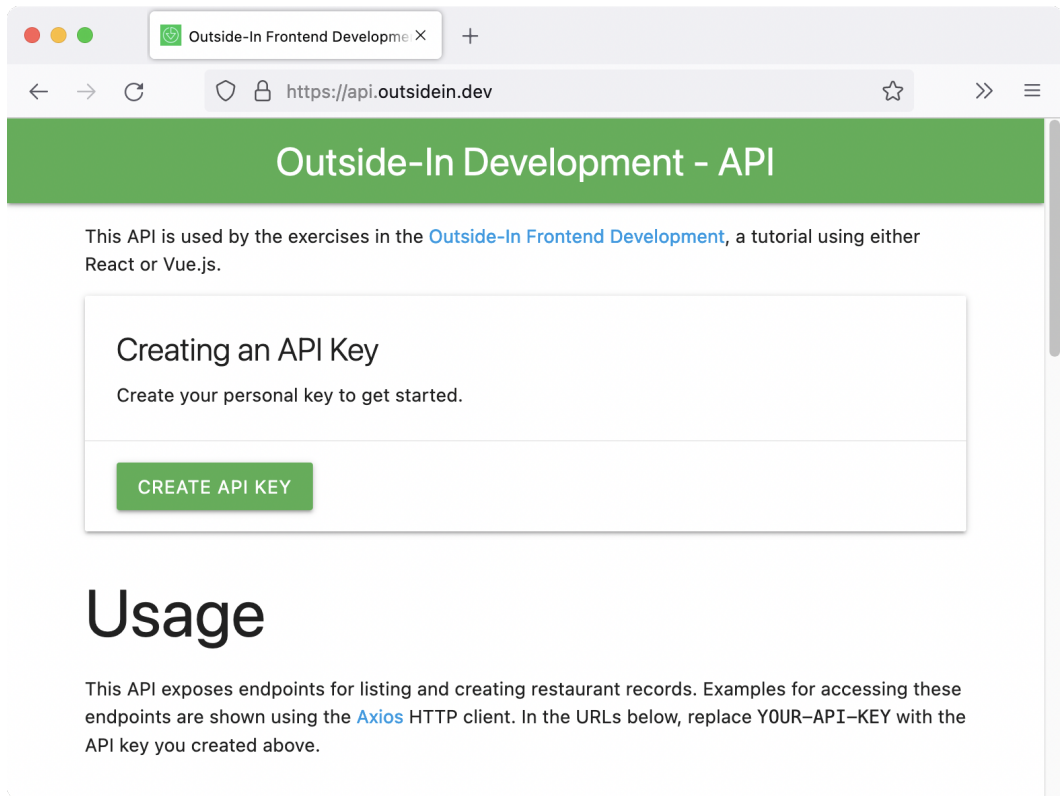 Outside-In Frontend Developme
https://api.outsidein.dev
Outside-In Development - API
This API is used by the exercises in the Outside-In Frontend Development, a tutorial using either
React or Vue.js.
Creating an API Key
Create your personal key to get started.
CREATE API KEY
Usage
This API exposes endpoints for listing and creating restaurant records. Examples for accessing these
endpoints are shown using the Axios HTTP client. In the URLs below, replace YOUR-API-KEY with the
API key you created above.